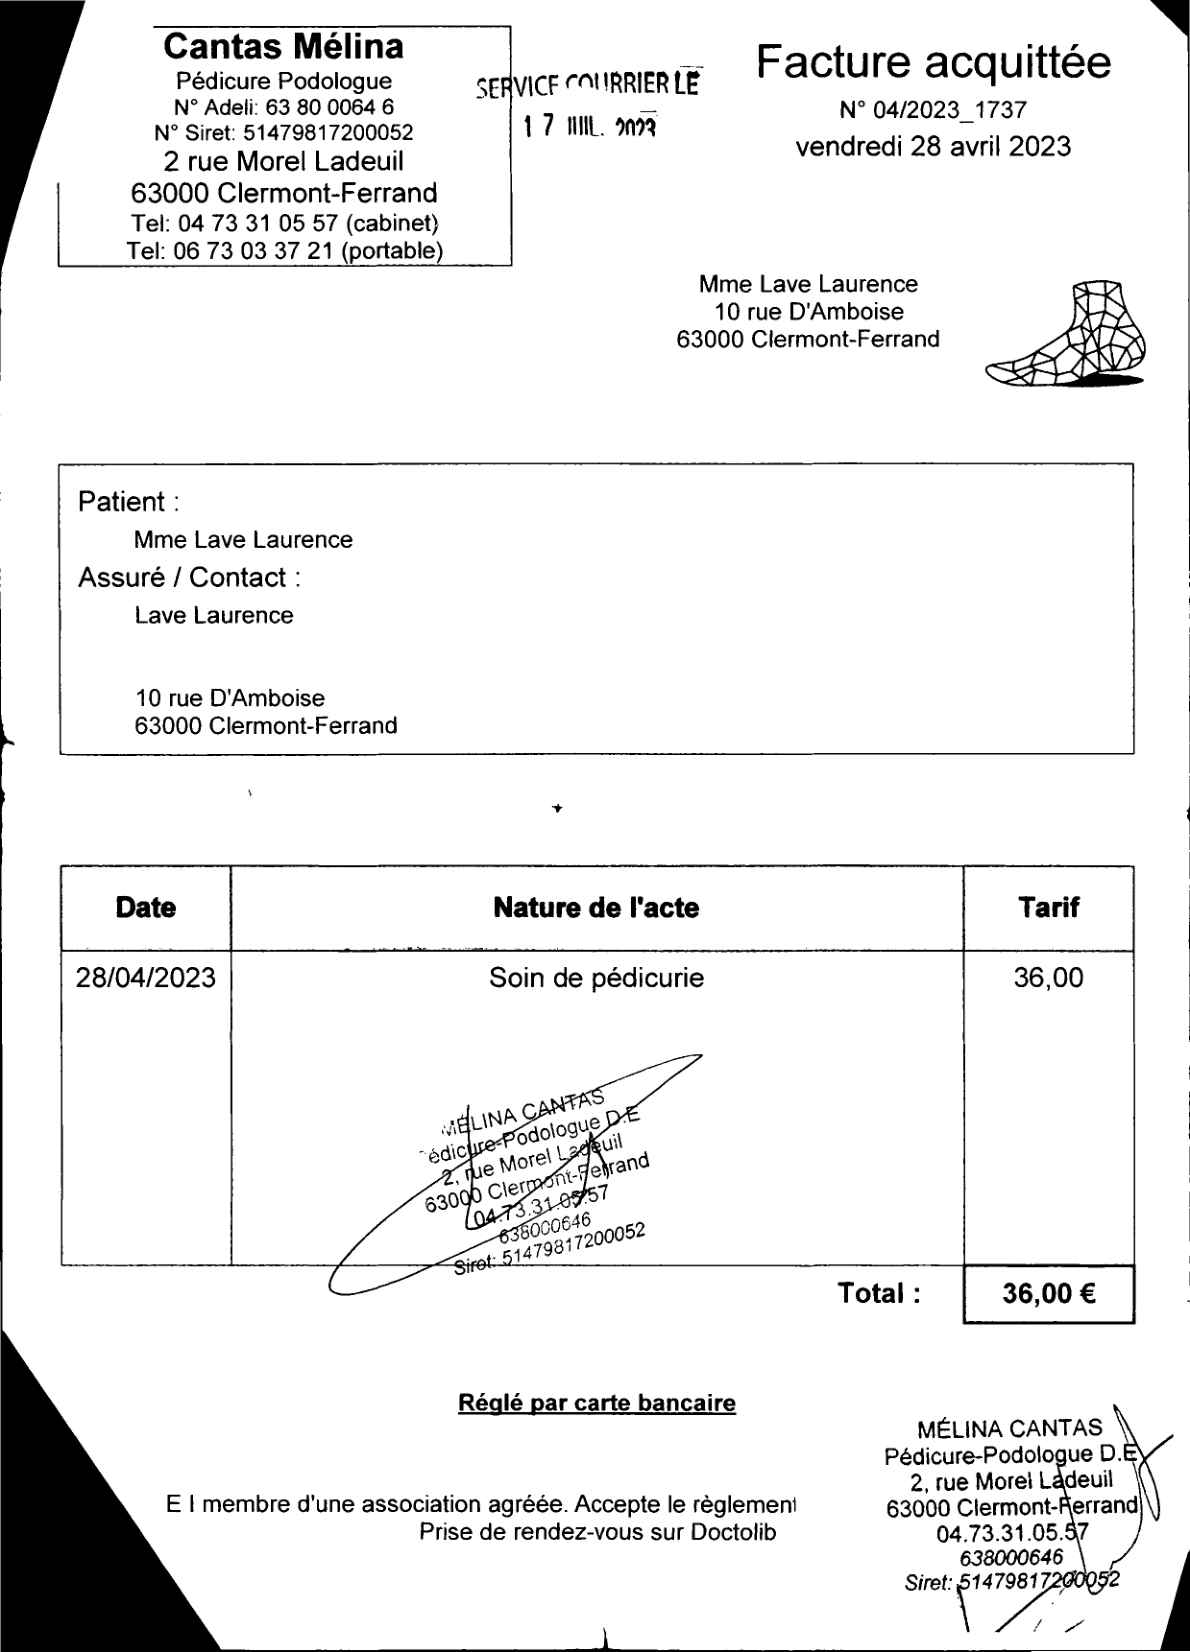 Cantas Mélina
Pédicure Podologue
N° Adeli: 63 80 0064 6
N° Siret: 51479817200052
2 rue Morel Ladeuil
63000 Clermont-Ferrand
Tel: 04 73 31 05 57 (cabinet)
Tel: 06 73 03 37 21 (portable)
SERVICE COURRIER LE
17 JUIL. 2023
Facture acquittée
N° 04/2023_1737
vendredi 28 avril 2023
Mme Lave Laurence
10 rue D'Amboise
63000 Clermont-Ferrand
Patient :
Mme Lave Laurence
Assuré / Contact :
Lave Laurence
10 rue D'Amboise
63000 Clermont-Ferrand
Date Nature de l'acte Tarif
28/04/2023 Soin de pédicurie 36,00
MÉLINA CANTAS
Pédicure-Podologue D.E
2, rue Morel Ladeuil
63000 Clermont-Ferrand
04.73.31.05.57
638000646
Siret: 51479817200052
Total : 36,00 €
Réglé par carte bancaire
E I membre d'une association agréée. Accepte le règlement
Prise de rendez-vous sur Doctolib
MÉLINA CANTAS
Pédicure-Podologue D.E
2, rue Morel Ladeuil
63000 Clermont-Ferrand
04.73.31.05.57
638000646
Siret: 51479817200052